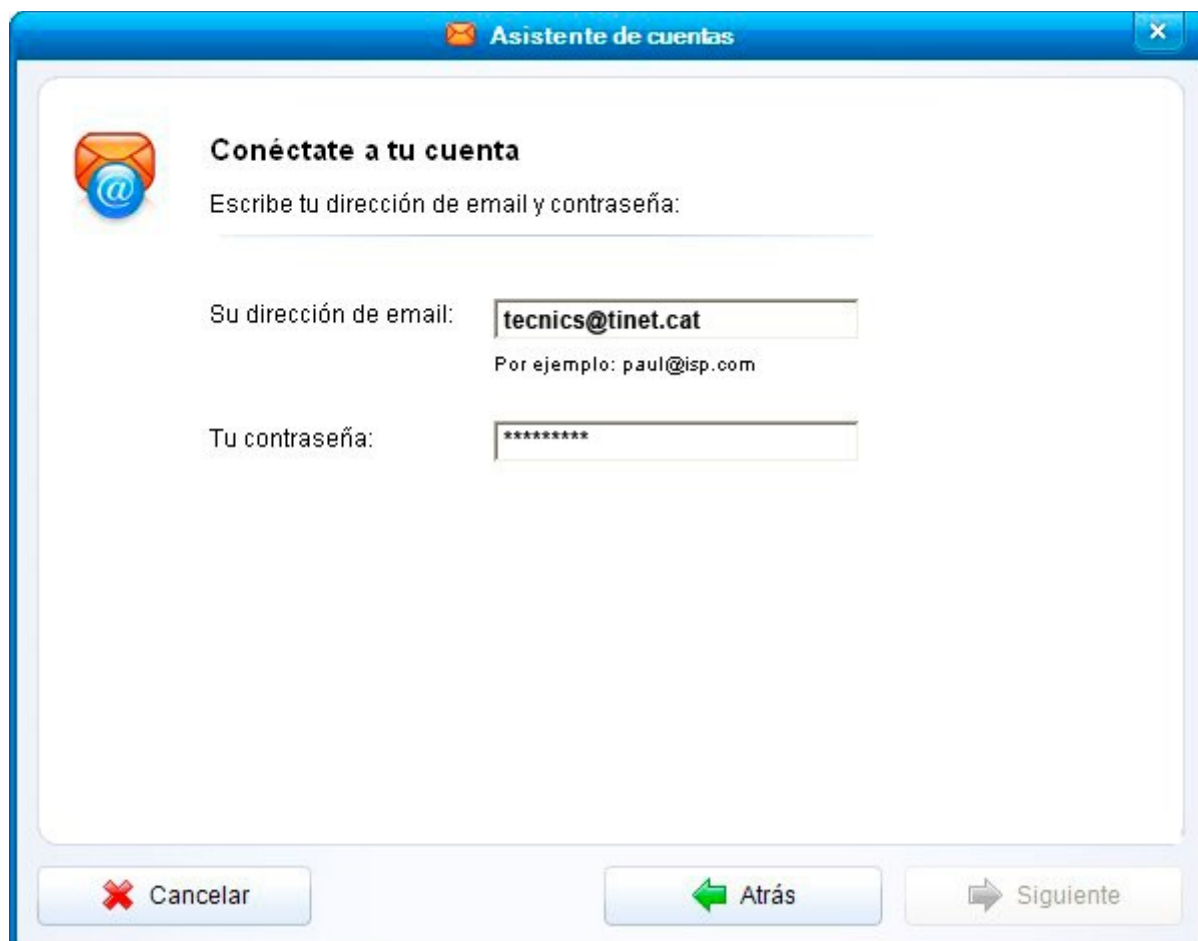 Asistente de cuentas
Conéctate a tu cuenta
Escribe tu dirección de email y contraseña:
Su dirección de email: tecnics@tinet.cat
Por ejemplo: paul@isp.com
Tu contraseña: *********
Cancelar Atrás Siguiente